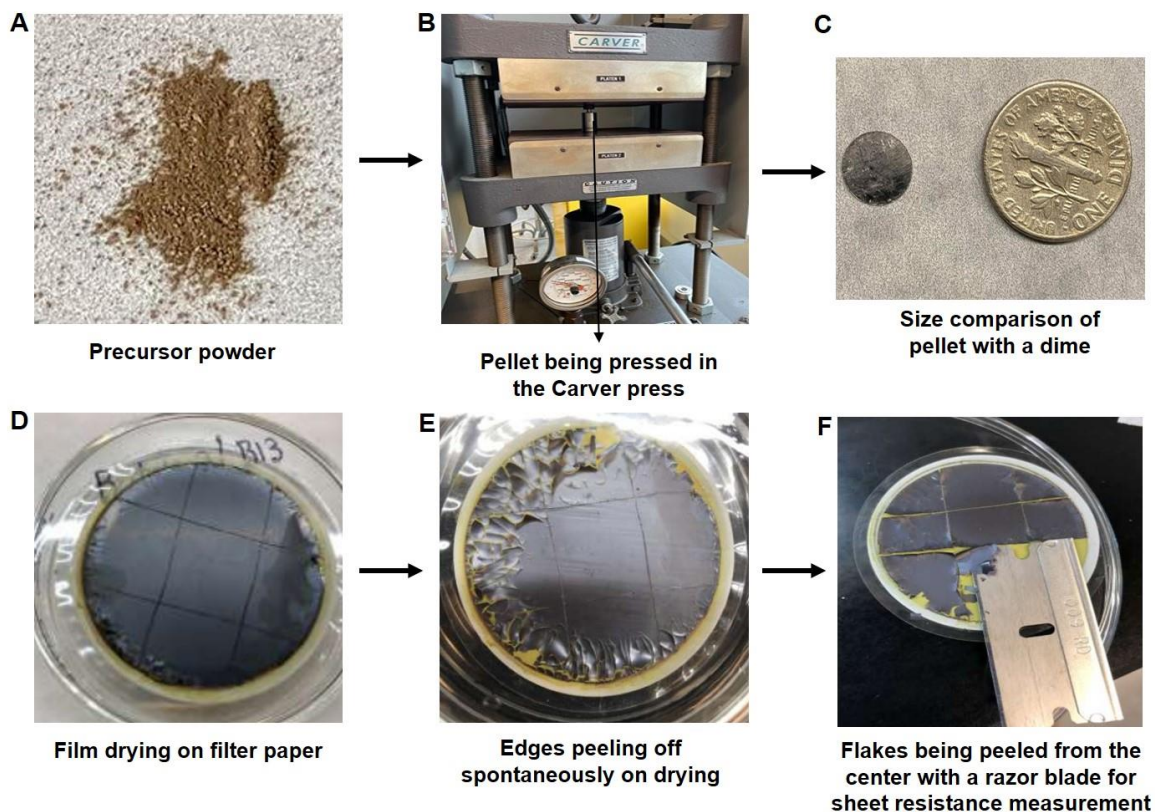 A
B
C
CARVER
PLATEN 1
PLATEN 2
UNITED STATES OF AMERICA
ONE DIME
Precursor powder
Pellet being pressed in
the Carver press
Size comparison of
pellet with a dime
D
E
F
B13
Film drying on filter paper
Edges peeling off
spontaneously on drying
Flakes being peeled from the
center with a razor blade for
sheet resistance measurement